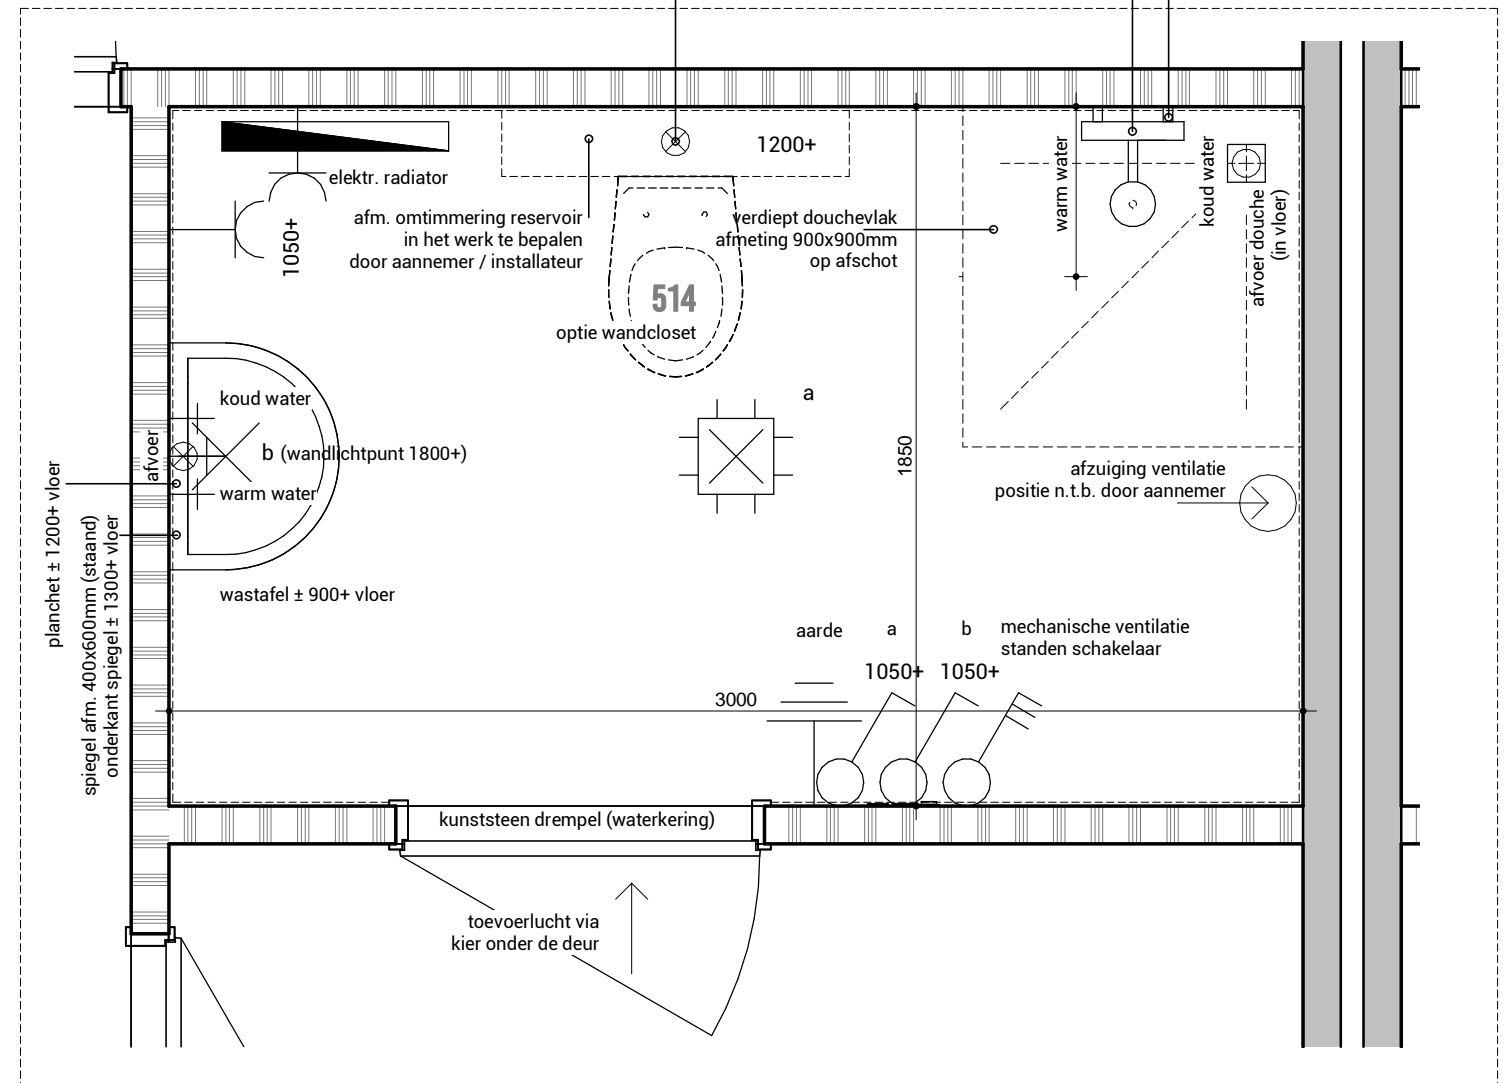 1200+
elektr. radiator
1050+
afm. omtimmering reservoir
in het werk te bepalen
door aannemer / installateur
verdiept douchevlak
afmeting 900x900mm
op afschot
warm water
koud water
afvoer douche
(in vloer)
514
optie wandcloset
a
koud water
afvoer
b (wandlichtpunt 1800+)
warm water
1850
afzuiging ventilatie
positie n.t.b. door aannemer
planchet ± 1200+ vloer
spiegel afm. 400x600mm (staand)
onderkant spiegel ± 1300+ vloer
wastafel ± 900+ vloer
aarde
a
b
mechanische ventilatie
standen schakelaar
1050+
1050+
3000
kunststeen drempel (waterkering)
toevoerlucht via
kier onder de deur